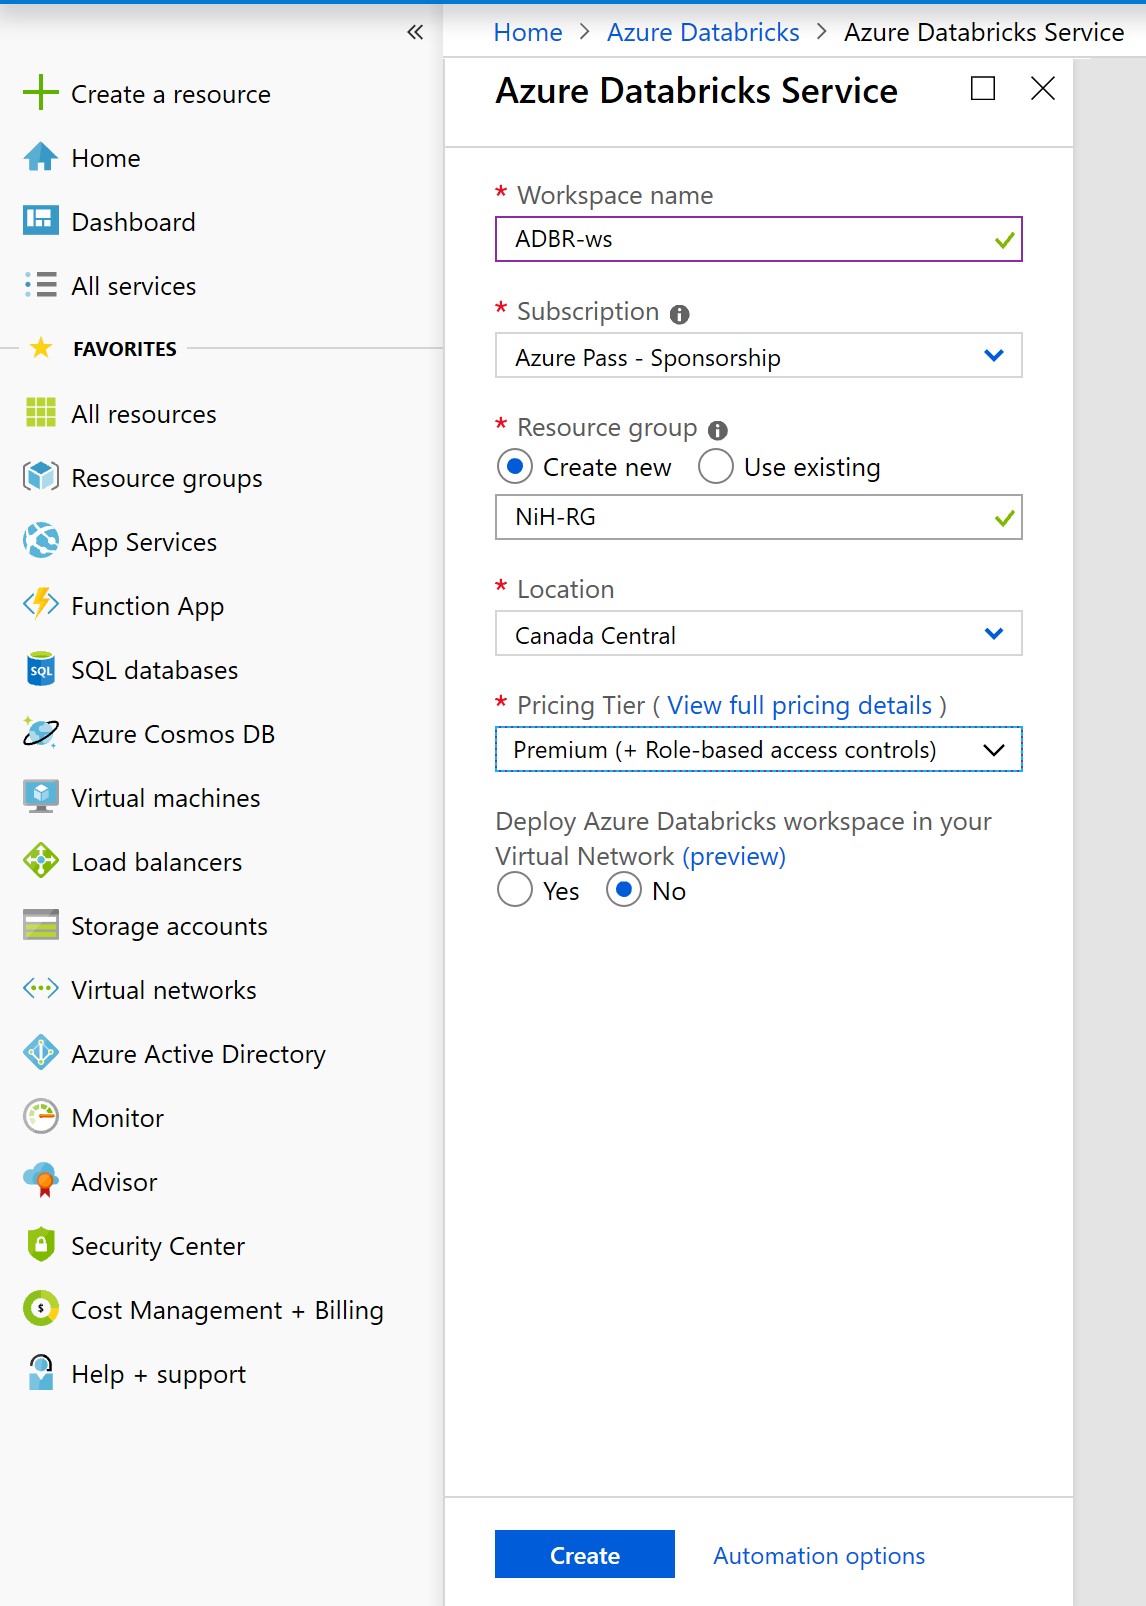 «
Create a resource
Home
Dashboard
All services
FAVORITES
All resources
Resource groups
App Services
Function App
SQL
SQL databases
Azure Cosmos DB
Virtual machines
Load balancers
Storage accounts
Virtual networks
Azure Active Directory
Monitor
Advisor
Security Center
$
Cost Management + Billing
Help + support
Home > Azure Databricks > Azure Databricks Service
Azure Databricks Service
* Workspace name
ADBR-ws
* Subscription
Azure Pass - Sponsorship
* Resource group
Create new Use existing
NiH-RG
* Location
Canada Central
* Pricing Tier ( View full pricing details )
Premium (+ Role-based access controls)
Deploy Azure Databricks workspace in your
Virtual Network (preview)
Yes No
Create Automation options